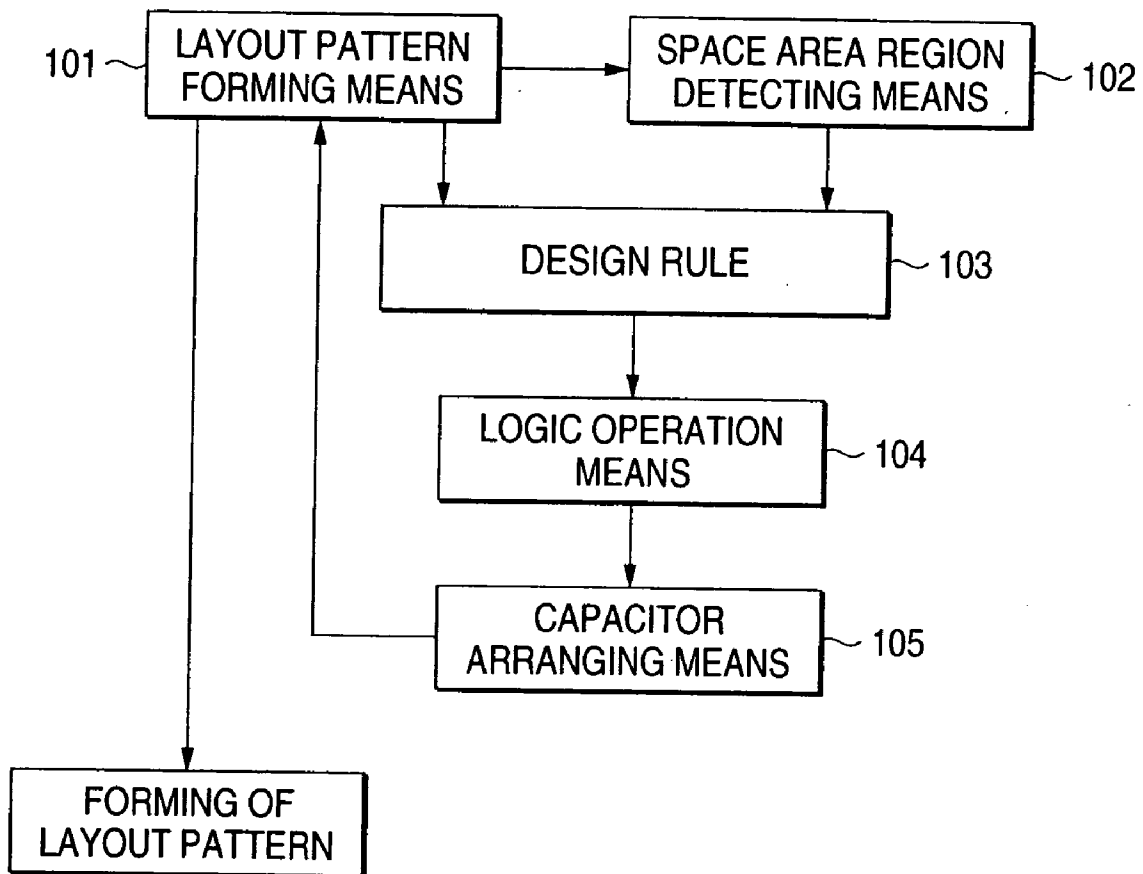 101
LAYOUT PATTERN
FORMING MEANS
SPACE AREA REGION
DETECTING MEANS
102
DESIGN RULE
103
LOGIC OPERATION
MEANS
104
CAPACITOR
ARRANGING MEANS
105
FORMING OF
LAYOUT PATTERN